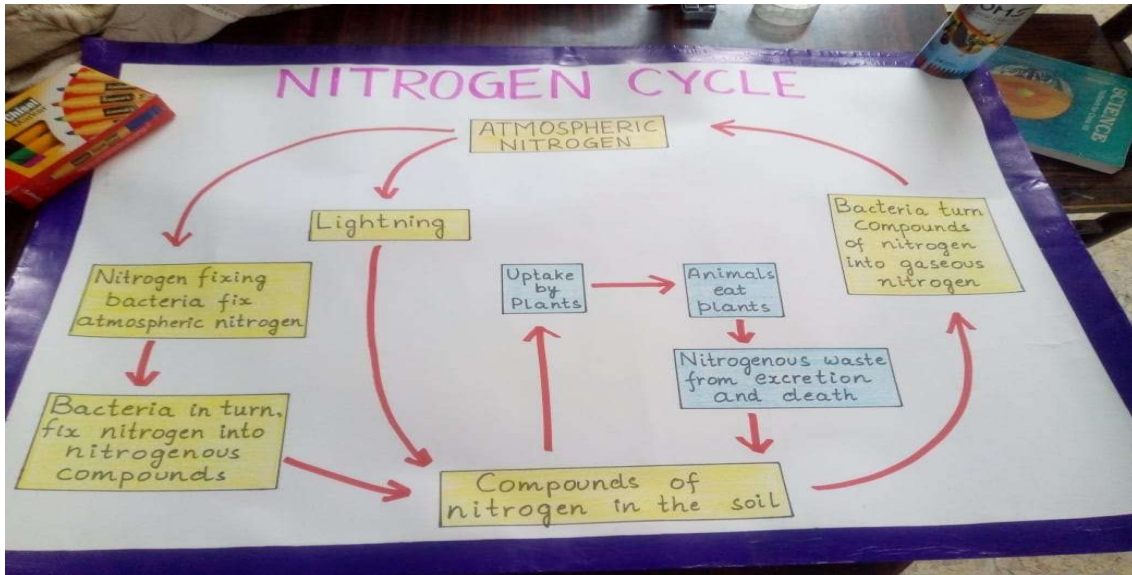 NITROGEN CYCLE
ATMOSPHERIC
NITROGEN
Lightning
Nitrogen fixing
bacteria fix
atmospheric nitrogen
Bacteria in turn,
fix nitrogen into
nitrogenous
compounds
Uptake
by
Plants
Animals
eat
plants
Nitrogenous waste
from excretion
and death
Compounds of
nitrogen in the soil
Bacteria turn
compounds
of nitrogen
into gaseous
nitrogen
SCIENCE